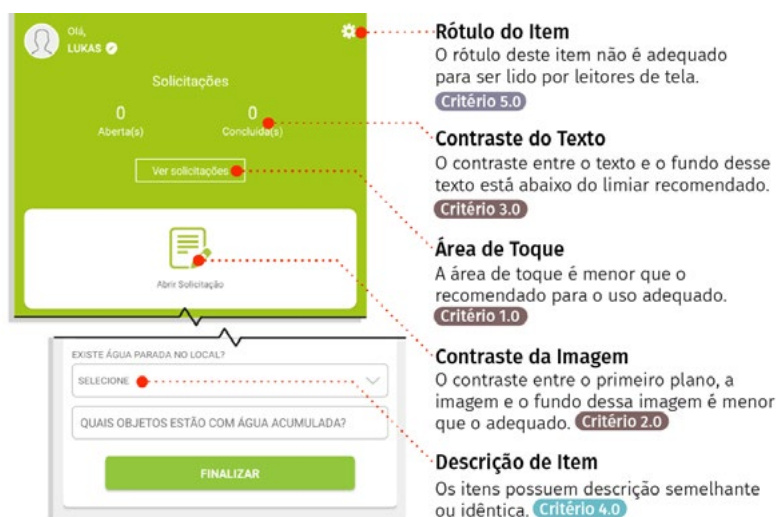 Olá,
LUKAS
Solicitações
0 0
Aberta(s) Concluída(s)
Ver solicitações
Abrir Solicitação
EXISTE ÁGUA PARADA NO LOCAL?
SELECIONE
QUAIS OBJETOS ESTÃO COM ÁGUA ACUMULADA?
FINALIZAR
Rótulo do Item
O rótulo deste item não é adequado
para ser lido por leitores de tela.
Critério 5.0
Contraste do Texto
O contraste entre o texto e o fundo desse
texto está abaixo do limiar recomendado.
Critério 3.0
Área de Toque
A área de toque é menor que o
recomendado para o uso adequado.
Critério 1.0
Contraste da Imagem
O contraste entre o primeiro plano, a
imagem e o fundo dessa imagem é menor
que o adequado. Critério 2.0
Descrição de Item
Os itens possuem descrição semelhante
ou idêntica. Critério 4.0